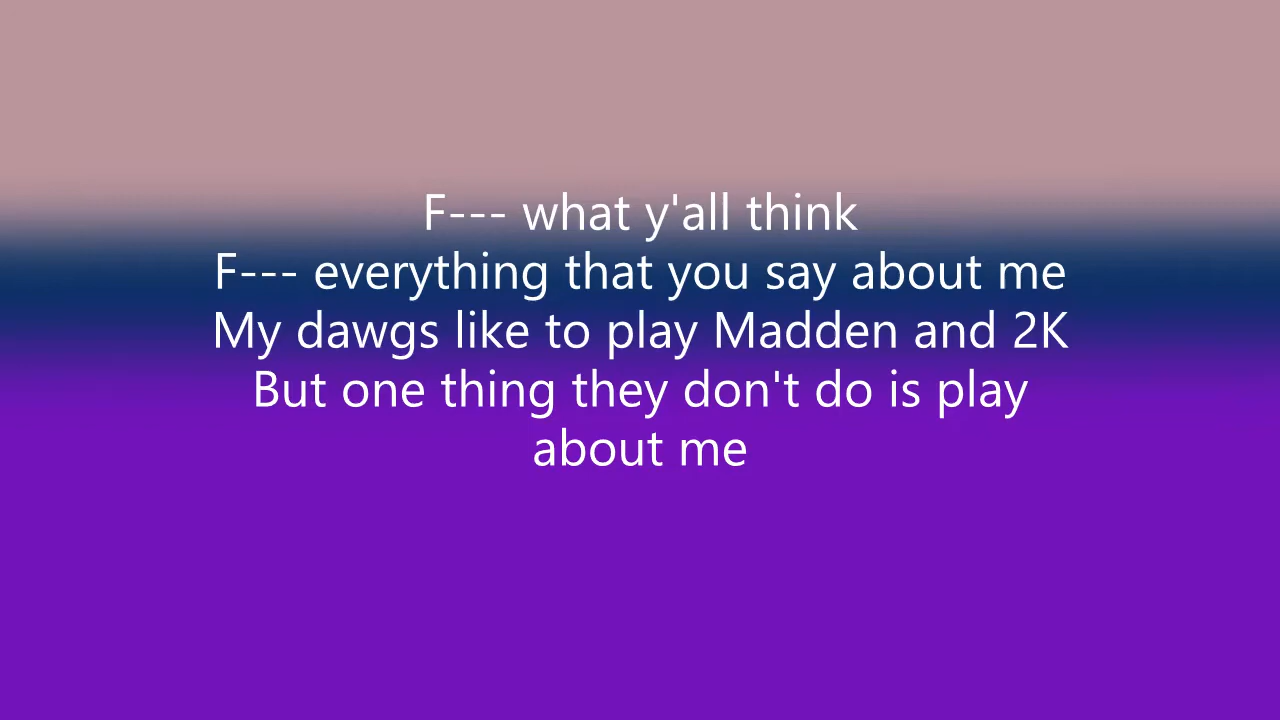 F--- what y'all think
F--- everything that you say about me
My dawgs like to play Madden and 2K
But one thing they don't do is play
about me